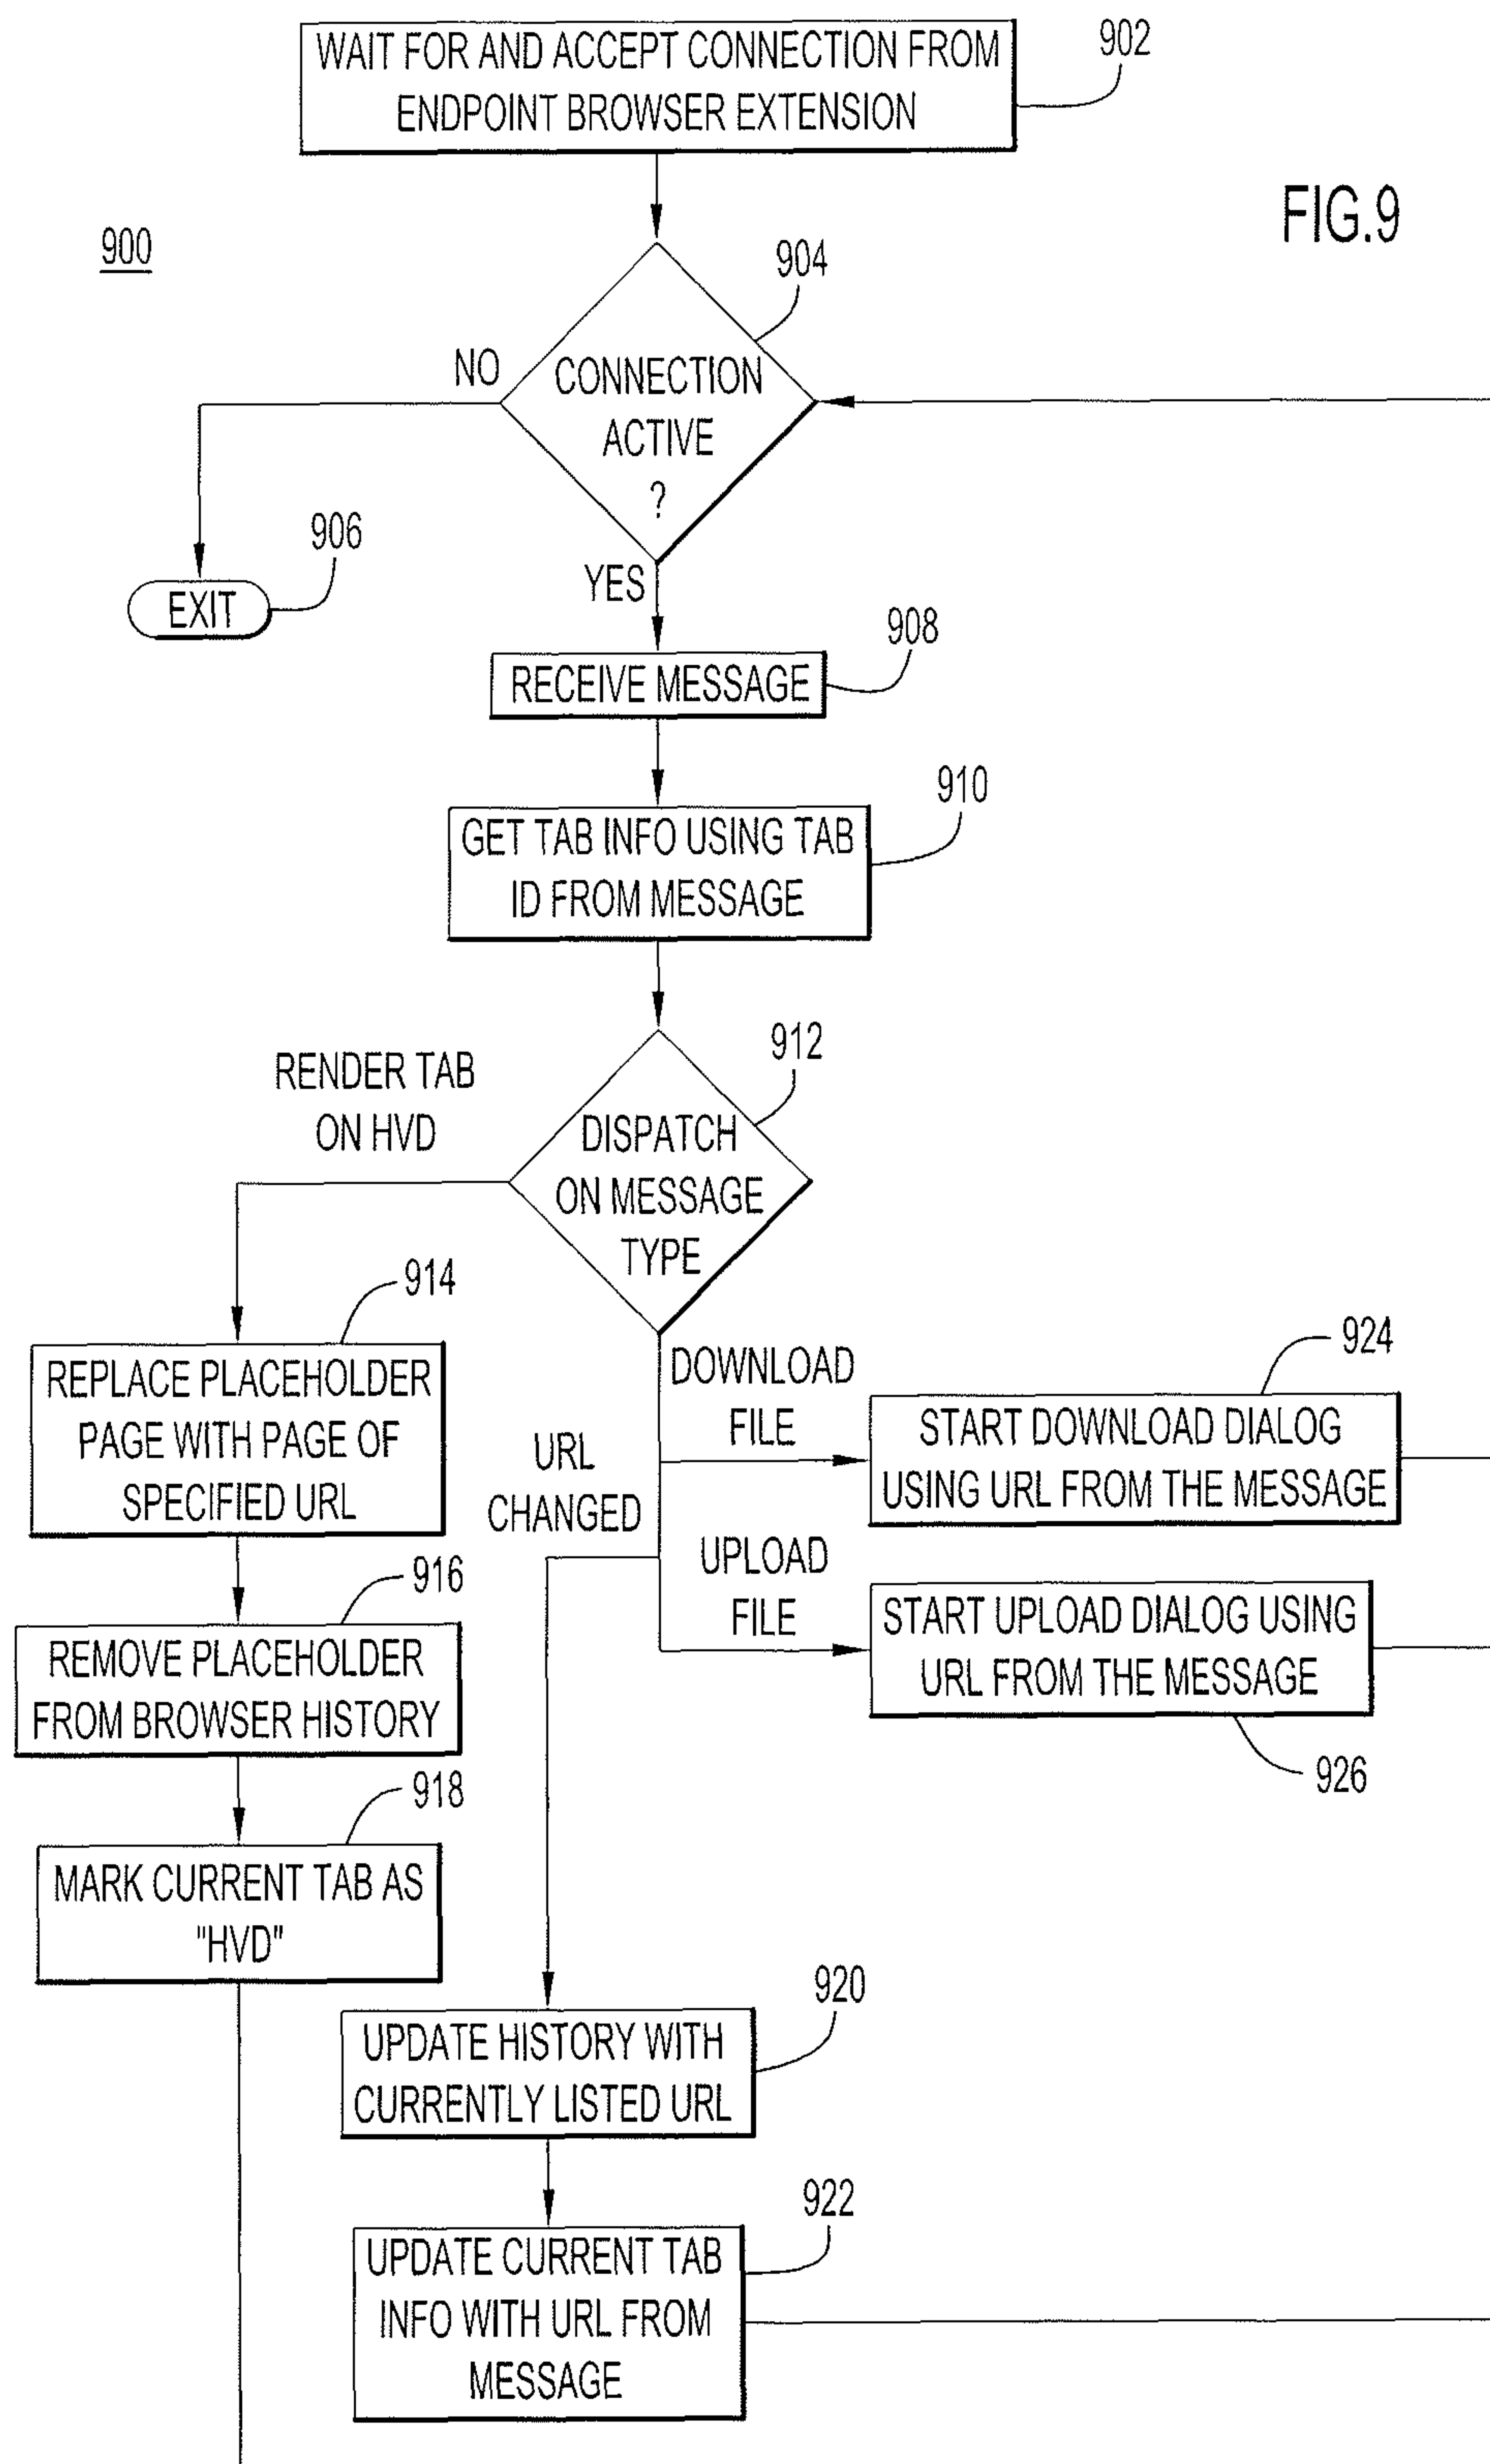 WAIT FOR AND ACCEPT CONNECTION FROM
ENDPOINT BROWSER EXTENSION
902
FIG.9
900
904
NO
CONNECTION
ACTIVE
?
906
EXIT
YES
908
RECEIVE MESSAGE
910
GET TAB INFO USING TAB
ID FROM MESSAGE
912
RENDER TAB
ON HVD
DISPATCH
ON MESSAGE
TYPE
914
REPLACE PLACEHOLDER
PAGE WITH PAGE OF
SPECIFIED URL
916
REMOVE PLACEHOLDER
FROM BROWSER HISTORY
918
MARK CURRENT TAB AS
"HVD"
URL
CHANGED
DOWNLOAD
FILE
924
START DOWNLOAD DIALOG
USING URL FROM THE MESSAGE
UPLOAD
FILE
START UPLOAD DIALOG USING
URL FROM THE MESSAGE
926
920
UPDATE HISTORY WITH
CURRENTLY LISTED URL
922
UPDATE CURRENT TAB
INFO WITH URL FROM
MESSAGE